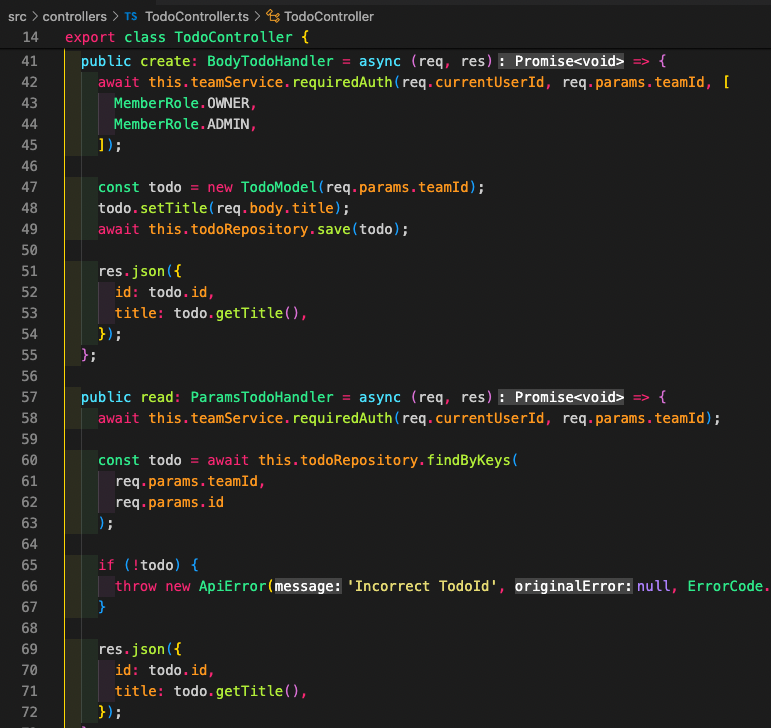 src > controllers > TS TodoController.ts > TodoController
14 export class TodoController {
41 public create: BodyTodoHandler = async (req, res): Promise<void> => {
42 await this.teamService.requiredAuth(req.currentUserId, req.params.teamId, [
43 MemberRole.OWNER,
44 MemberRole.ADMIN,
45 ]);
46
47 const todo = new TodoModel(req.params.teamId);
48 todo.setTitle(req.body.title);
49 await this.todoRepository.save(todo);
50
51 res.json({
52 id: todo.id,
53 title: todo.getTitle(),
54 });
55 };
56
57 public read: ParamsTodoHandler = async (req, res): Promise<void> => {
58 await this.teamService.requiredAuth(req.currentUserId, req.params.teamId);
59
60 const todo = await this.todoRepository.findByKeys(
61 req.params.teamId,
62 req.params.id
63 );
64
65 if (!todo) {
66 throw new ApiError(message: 'Incorrect TodoId', originalError: null, ErrorCode.
67 }
68
69 res.json({
70 id: todo.id,
71 title: todo.getTitle(),
72 });